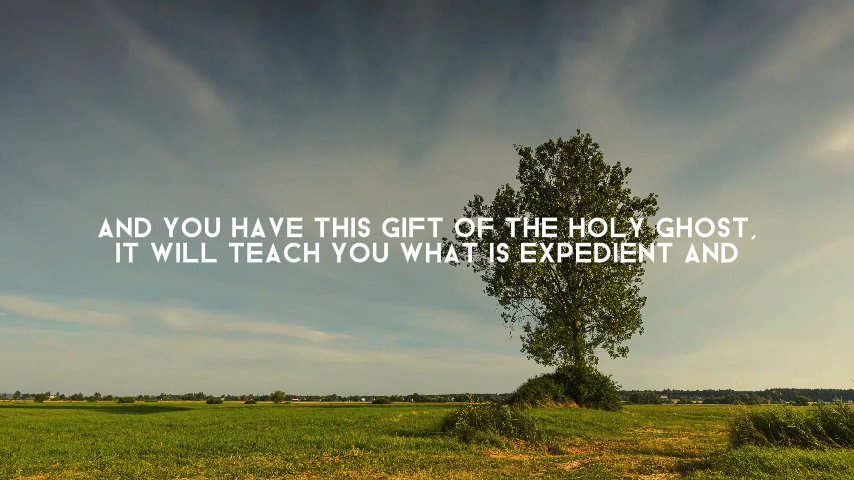 AND YOU HAVE THIS GIFT OF THE HOLY GHOST,
IT WILL TEACH YOU WHAT IS EXPEDIENT AND